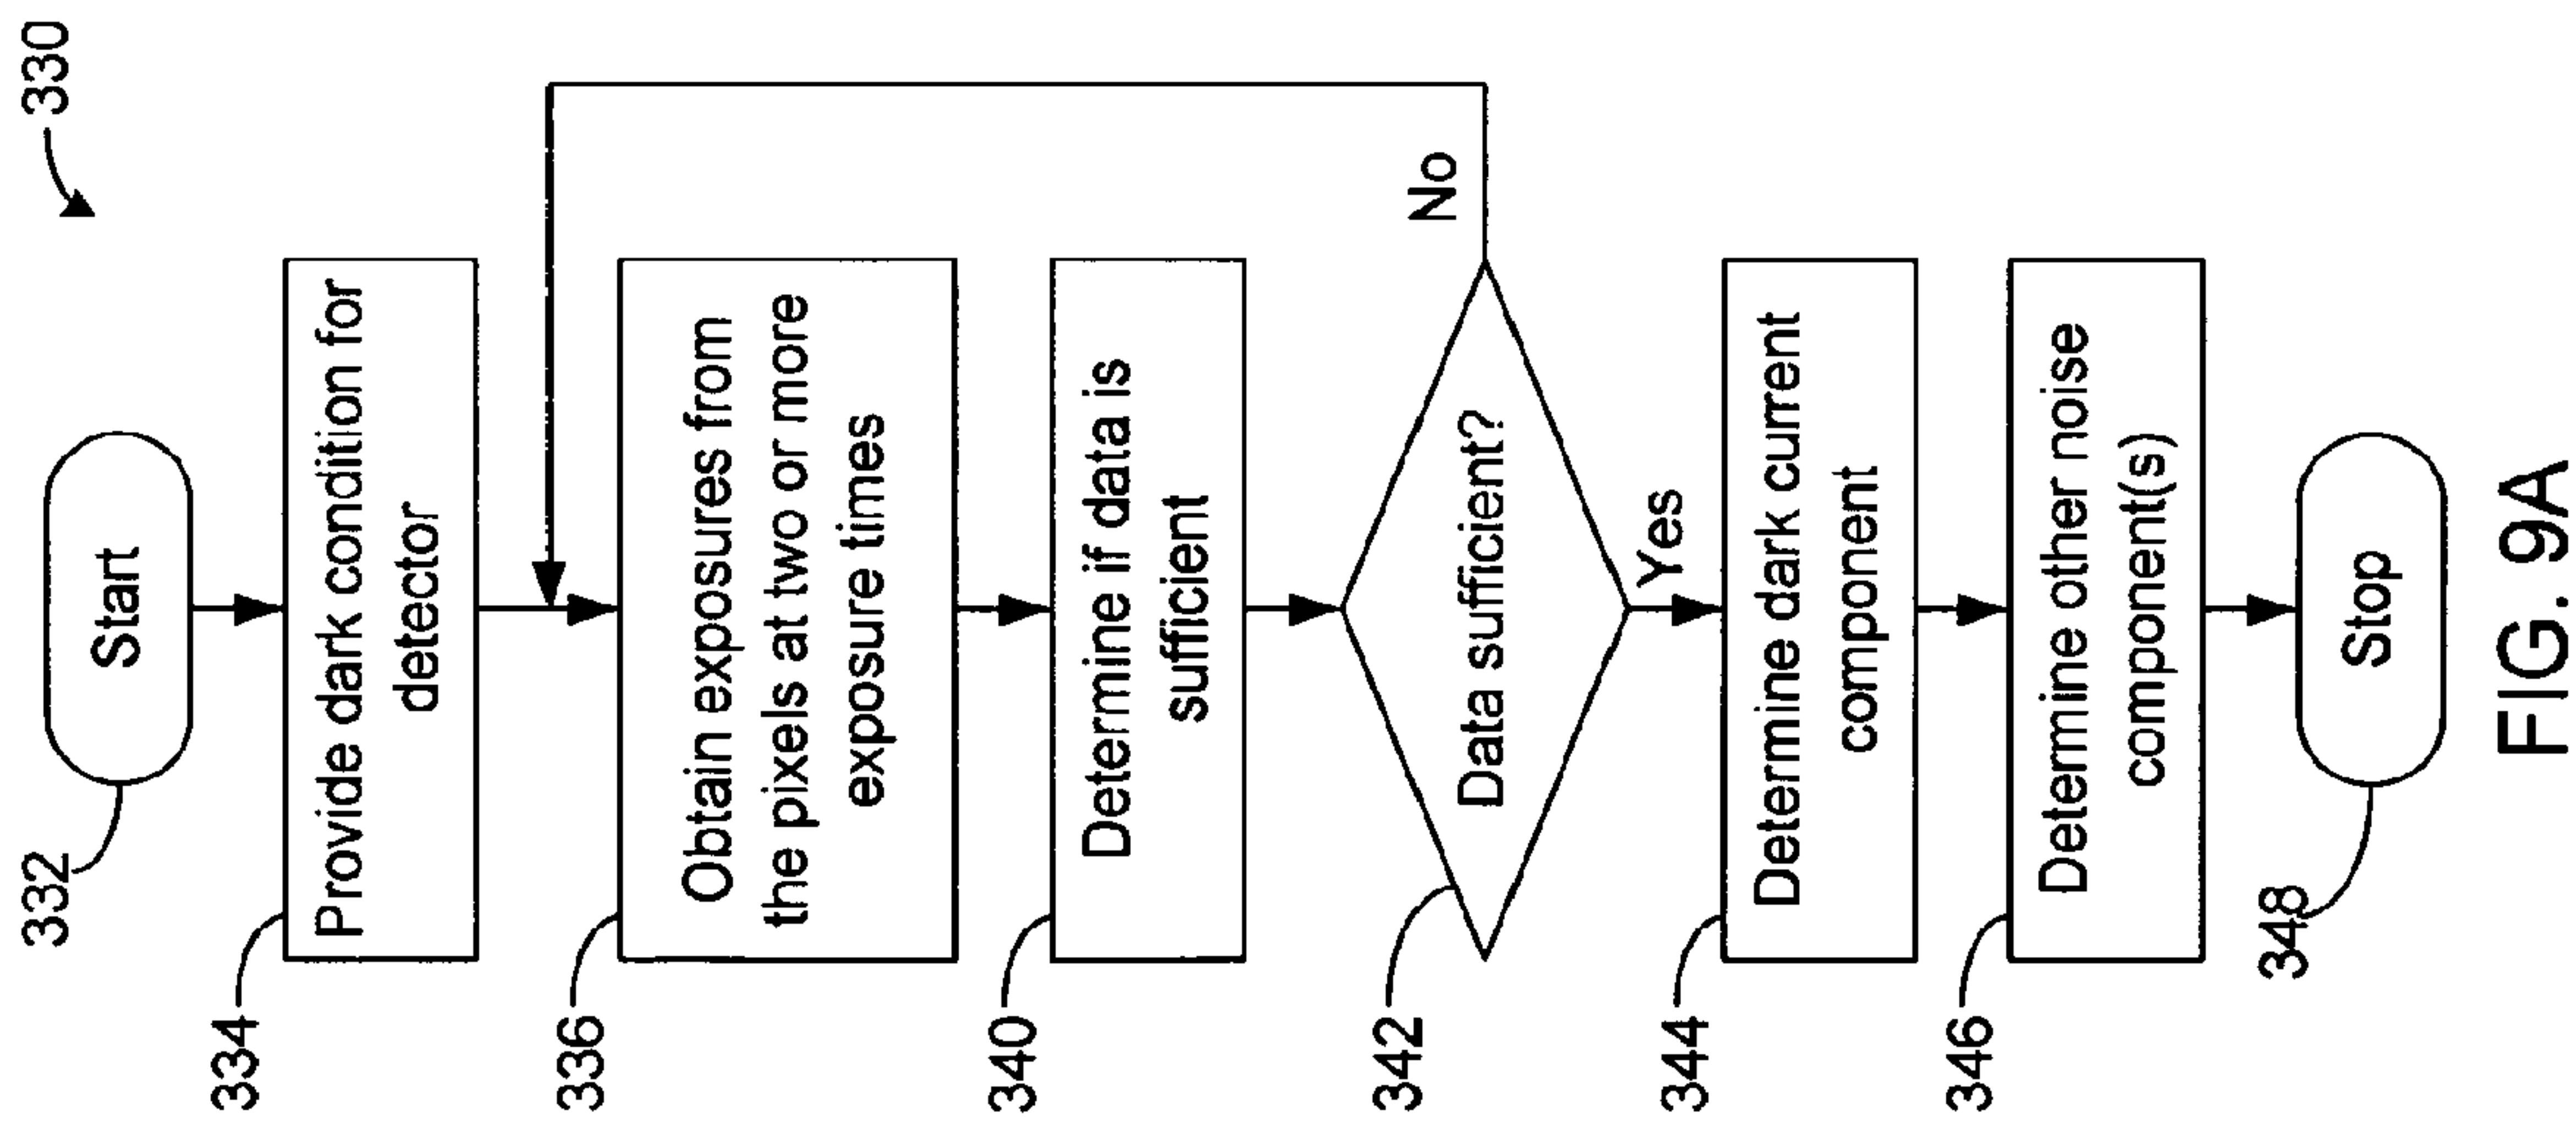 330
332
Start
334
Provide dark condition for
detector
336
Obtain exposures from
the pixels at two or more
exposure times
340
Determine if data is
sufficient
342
Data sufficient?
No
Yes
344
Determine dark current
component
346
Determine other noise
component(s)
348
Stop
FIG. 9A